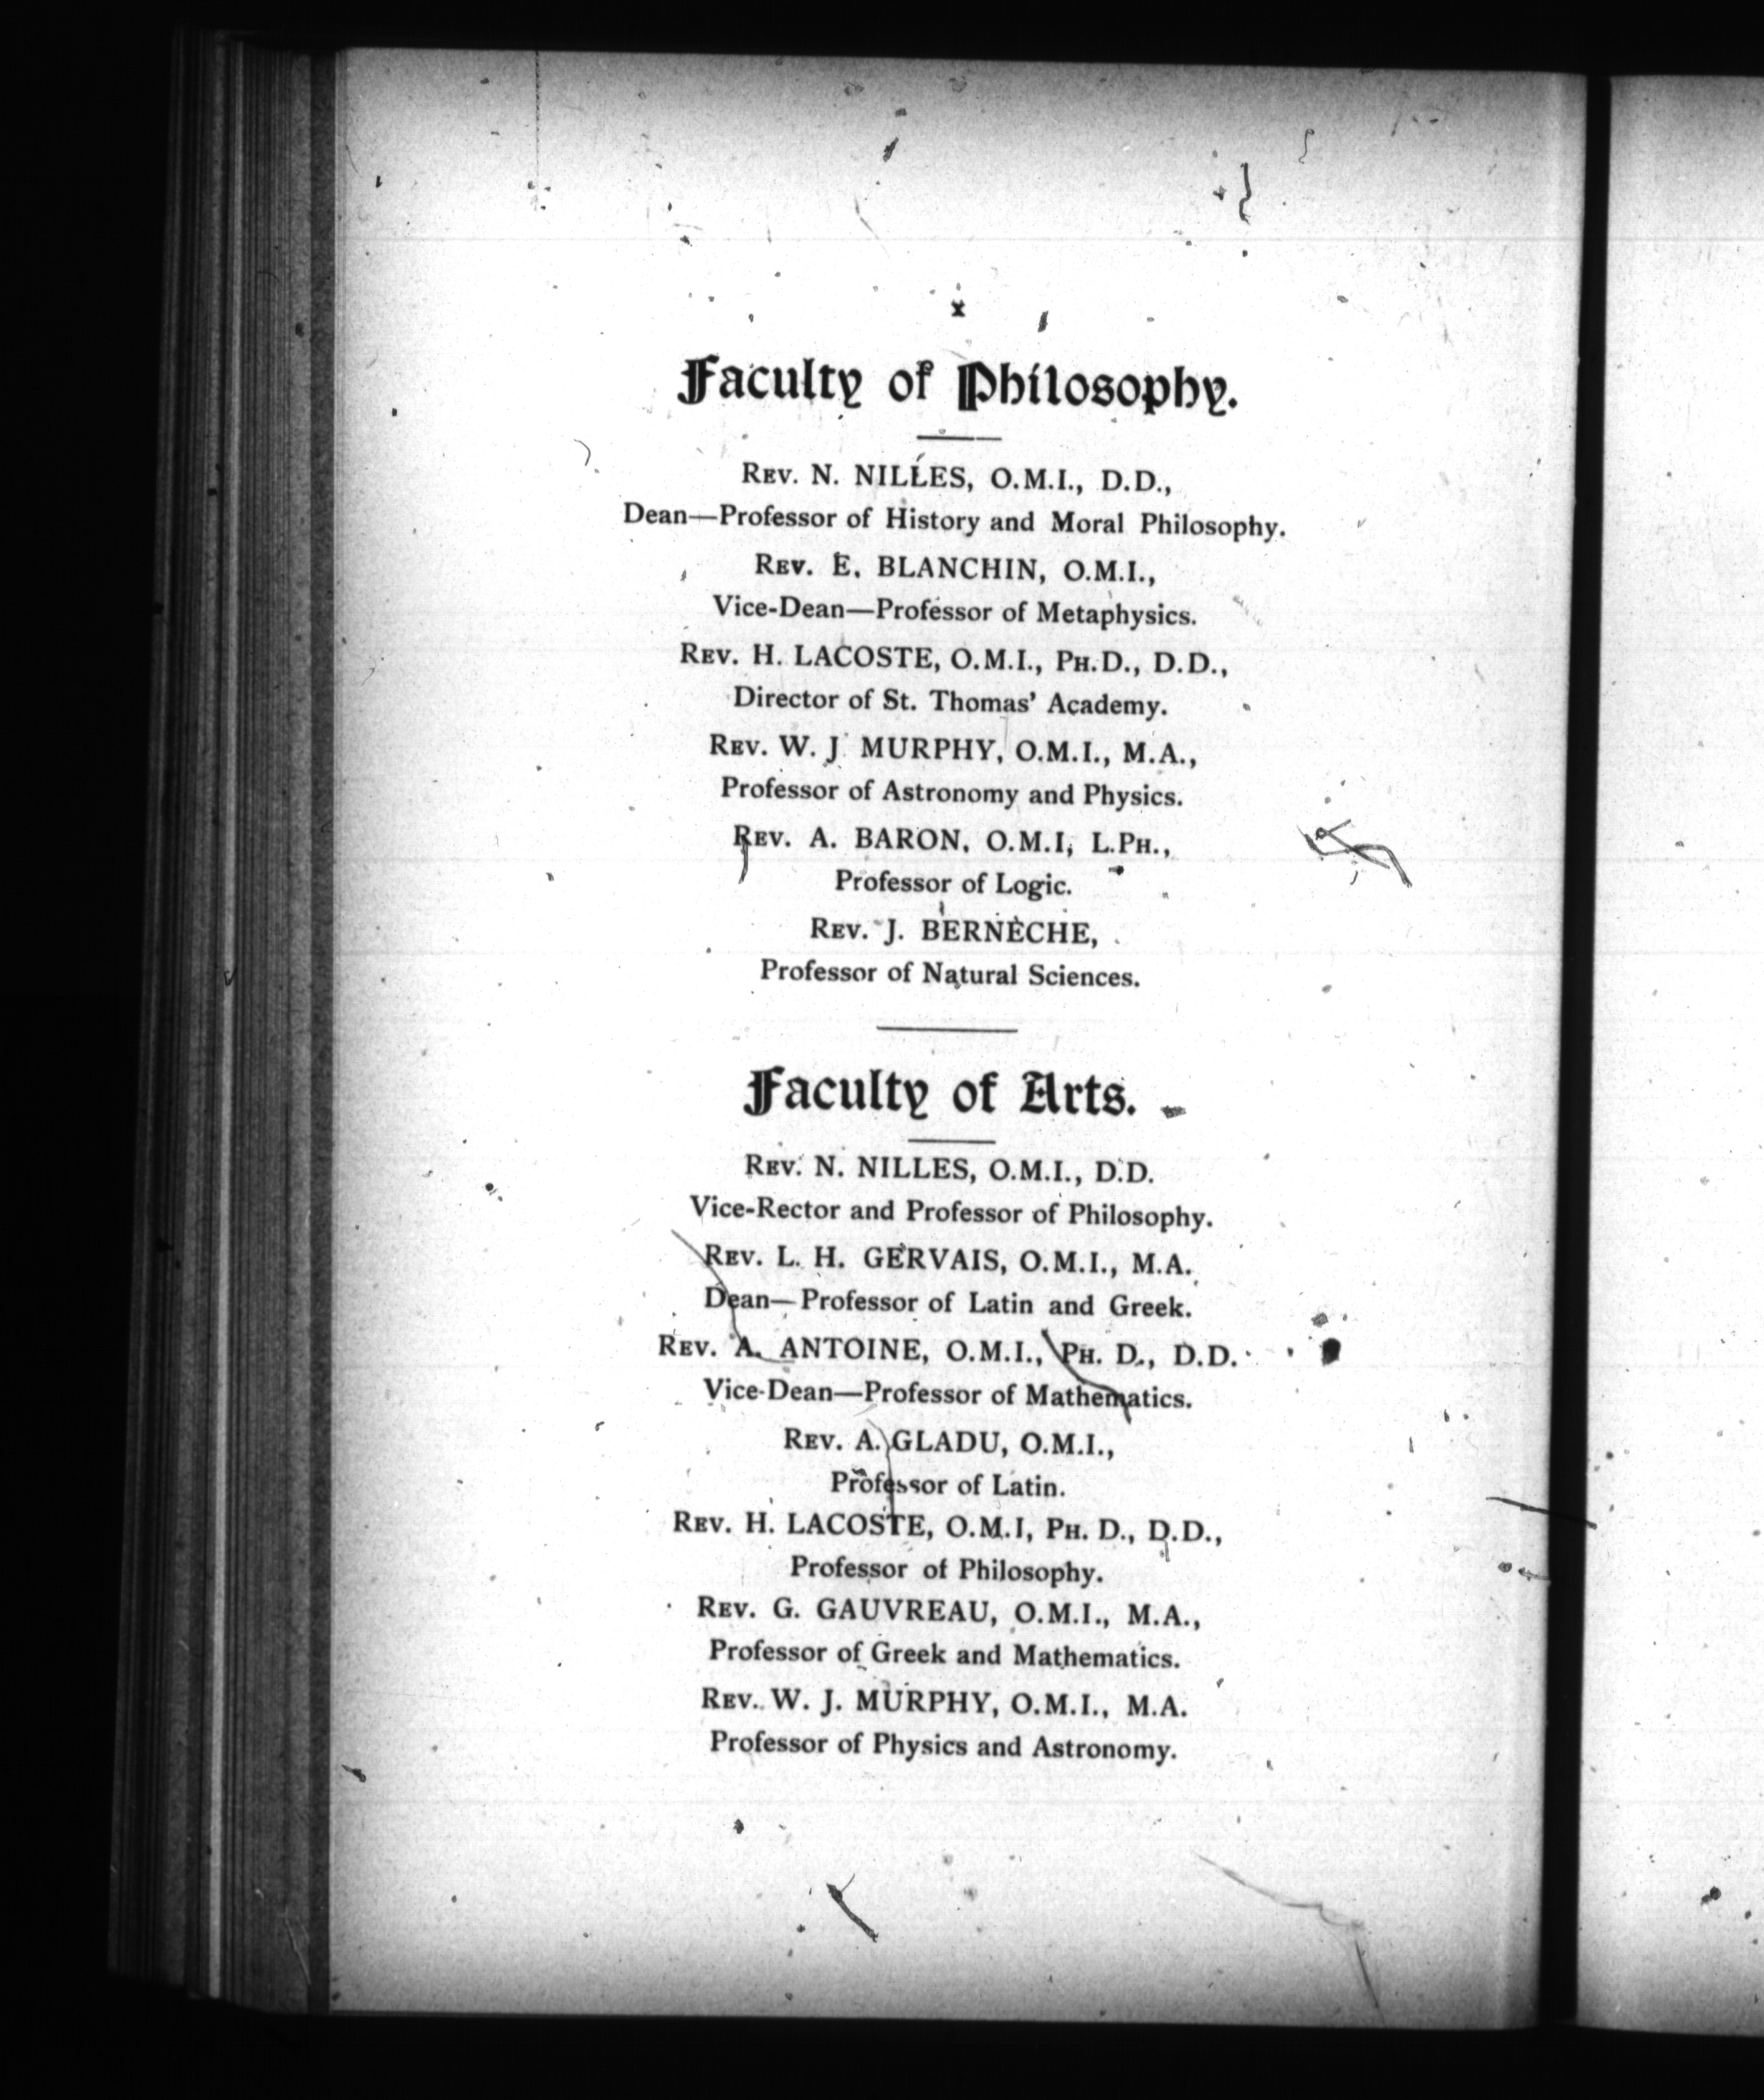 x
Faculty of Philosophy.
REV. N. NILLES, O.M.I., D.D.,
Dean—Professor of History and Moral Philosophy.
REV. E. BLANCHIN, O.M.I.,
Vice-Dean—Professor of Metaphysics.
REV. H. LACOSTE, O.M.I., PH.D., D.D.,
Director of St. Thomas' Academy.
REV. W. J MURPHY, O.M.I., M.A.,
Professor of Astronomy and Physics.
REV. A. BARON, O.M.I, L.PH.,
Professor of Logic.
REV. J. BERNÈCHE,
Professor of Natural Sciences.
Faculty of Arts.
REV. N. NILLES, O.M.I., D.D.
Vice-Rector and Professor of Philosophy.
REV. L. H. GERVAIS, O.M.I., M.A.
Dean—Professor of Latin and Greek.
REV. A. ANTOINE, O.M.I., PH. D., D.D.
Vice-Dean—Professor of Mathematics.
REV. A. GLADU, O.M.I.,
Professor of Latin.
REV. H. LACOSTE, O.M.I, PH. D., D.D.,
Professor of Philosophy.
REV. G. GAUVREAU, O.M.I., M.A.,
Professor of Greek and Mathematics.
REV. W. J. MURPHY, O.M.I., M.A.
Professor of Physics and Astronomy.